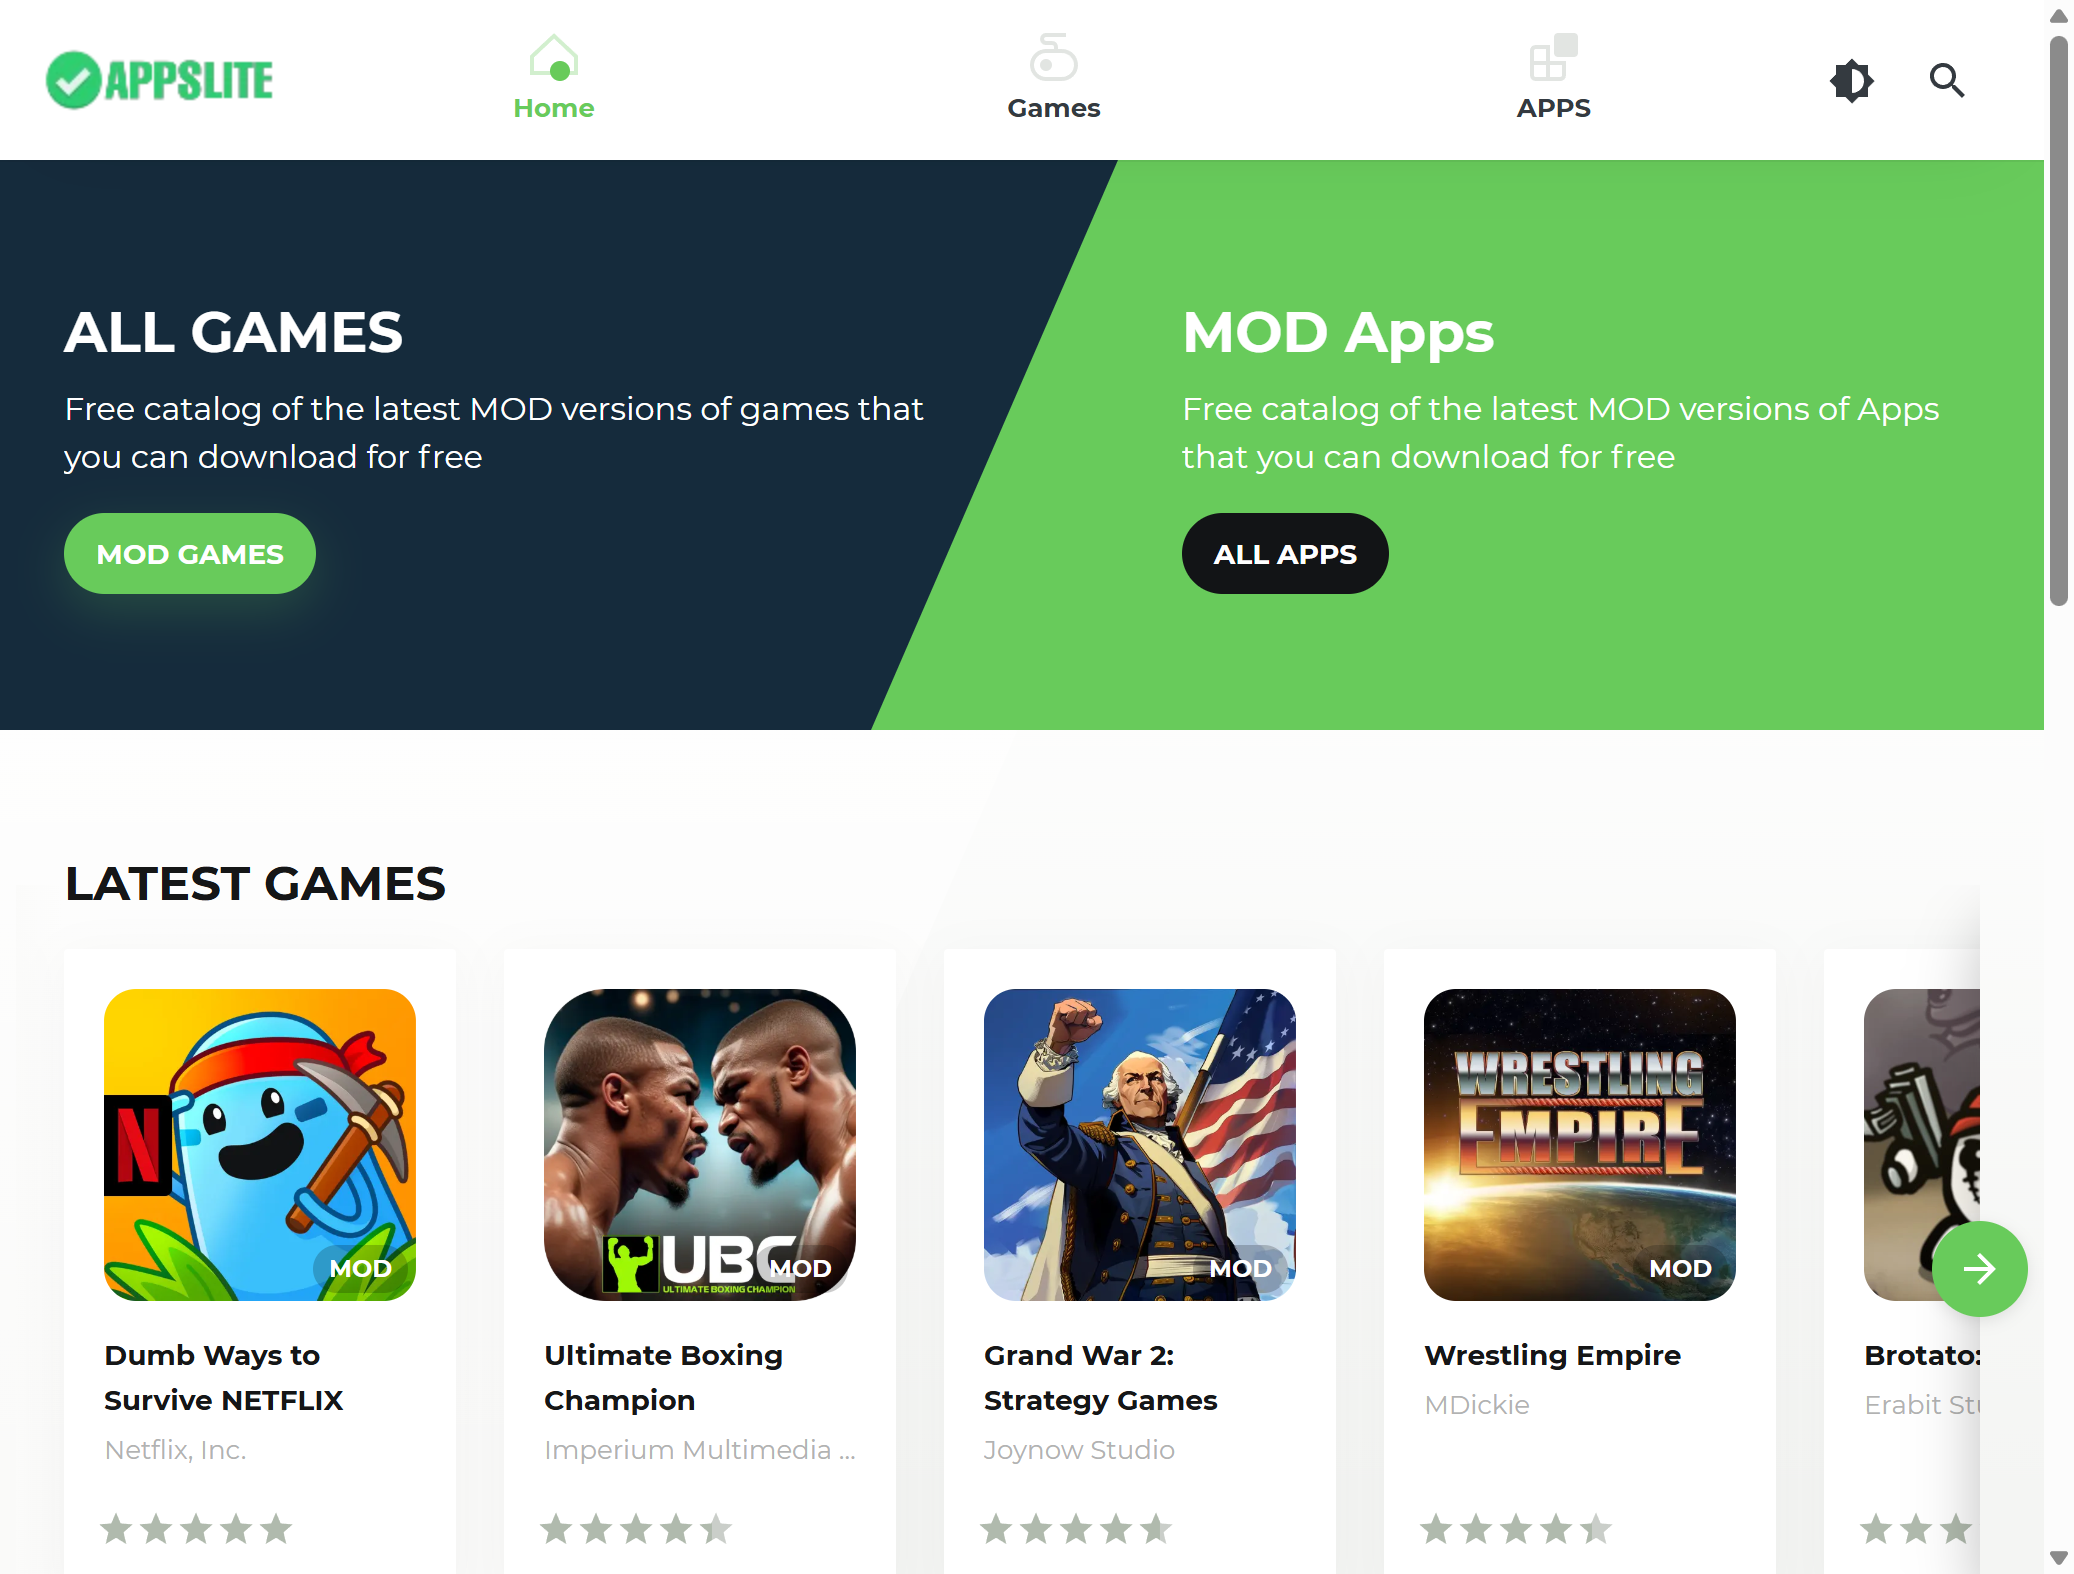 APPSLITE
Home
Games
APPS
ALL GAMES
Free catalog of the latest MOD versions of games that
you can download for free
MOD GAMES
MOD Apps
Free catalog of the latest MOD versions of Apps
that you can download for free
ALL APPS
LATEST GAMES
N
MOD
Dumb Ways to
Survive NETFLIX
Netflix, Inc.
UBC
ULTIMATE BOXING CHAMPION
MOD
Ultimate Boxing
Champion
Imperium Multimedia ...
MOD
Grand War 2:
Strategy Games
Joynow Studio
WRESTLING
EMPIRE
MOD
Wrestling Empire
MDickie
Brotato:
Erabit